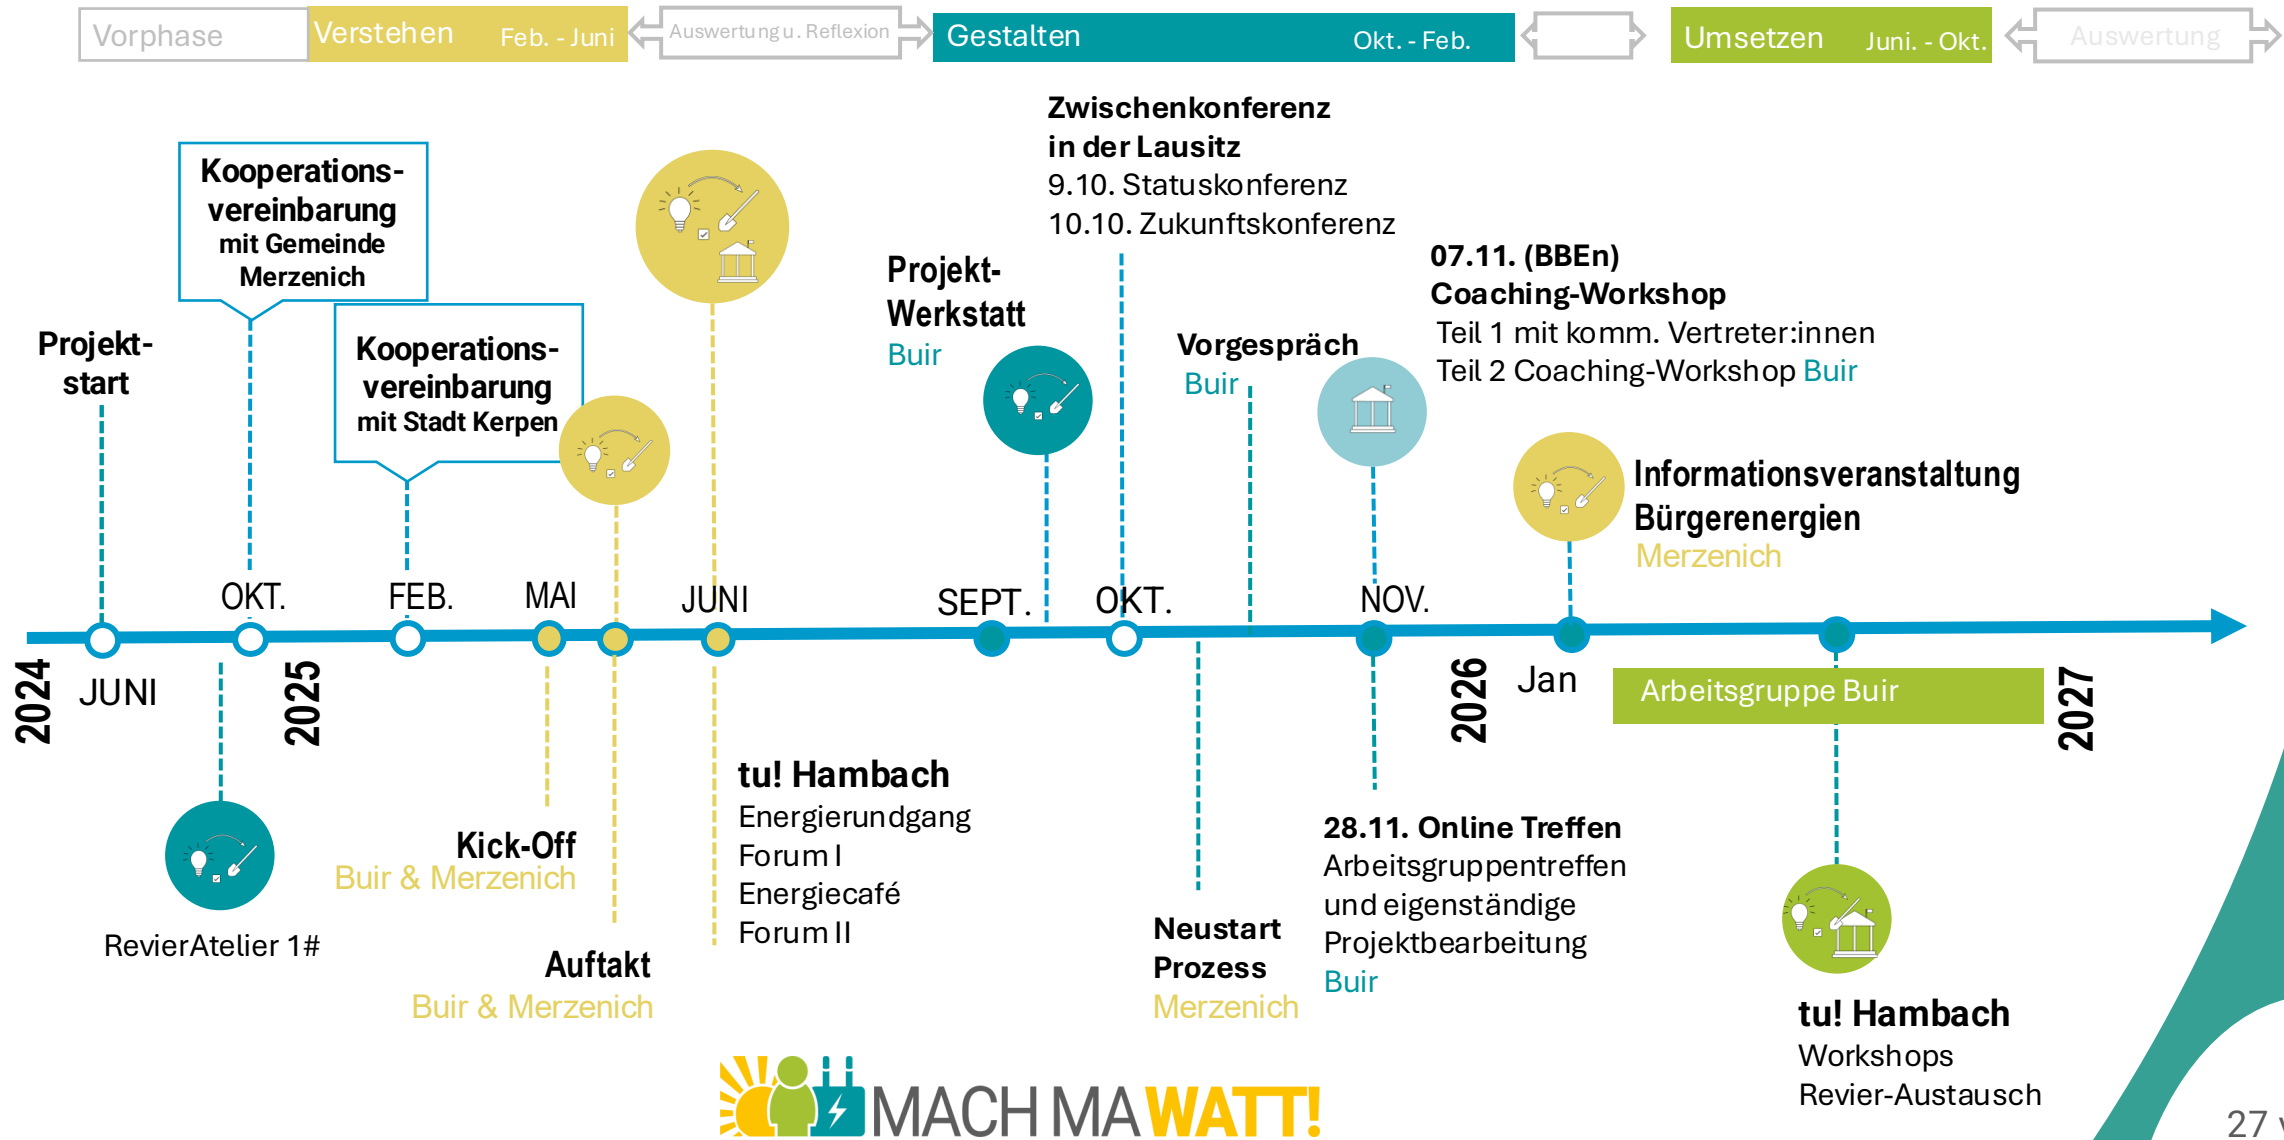 Vorphase
Verstehen Feb. - Juni
Auswertung u. Reflexion
Gestalten Okt. - Feb.
Umsetzen Juni. - Okt.
Auswertung
Zwischenkonferenz
in der Lausitz
9.10. Statuskonferenz
10.10. Zukunftskonferenz
Kooperations-
vereinbarung
mit Gemeinde
Merzenich
Projekt-
start
Kooperations-
vereinbarung
mit Stadt Kerpen
Projekt-
Werkstatt
Buir
Vorgespräch
Buir
07.11. (BBEn)
Coaching-Workshop
Teil 1 mit komm. Vertreter:innen
Teil 2 Coaching-Workshop Buir
Informationsveranstaltung
Bürgerenergien
Merzenich
OKT.
FEB.
MAI
JUNI
SEPT.
OKT.
NOV.
2024
JUNI
2025
2026
Jan
Arbeitsgruppe Buir
2027
RevierAtelier 1#
Kick-Off
Buir & Merzenich
Auftakt
Buir & Merzenich
tu! Hambach
Energierundgang
Forum I
Energiecafé
Forum II
Neustart
Prozess
Merzenich
28.11. Online Treffen
Arbeitsgruppentreffen
und eigenständige
Projektbearbeitung
Buir
tu! Hambach
Workshops
Revier-Austausch
MACH MA WATT!
27